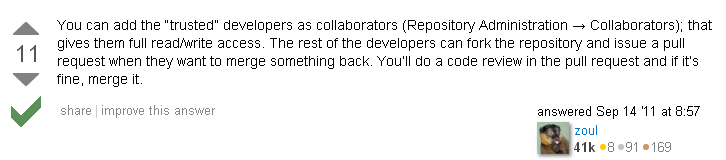 You can add the "trusted" developers as collaborators (Repository Administration → Collaborators); that
gives them full read/write access. The rest of the developers can fork the repository and issue a pull
request when they want to merge something back. You'll do a code review in the pull request and if it's
fine, merge it.
11
share | improve this answer
answered Sep 14 '11 at 8:57
zoul
41k ●8 ●91 ●169